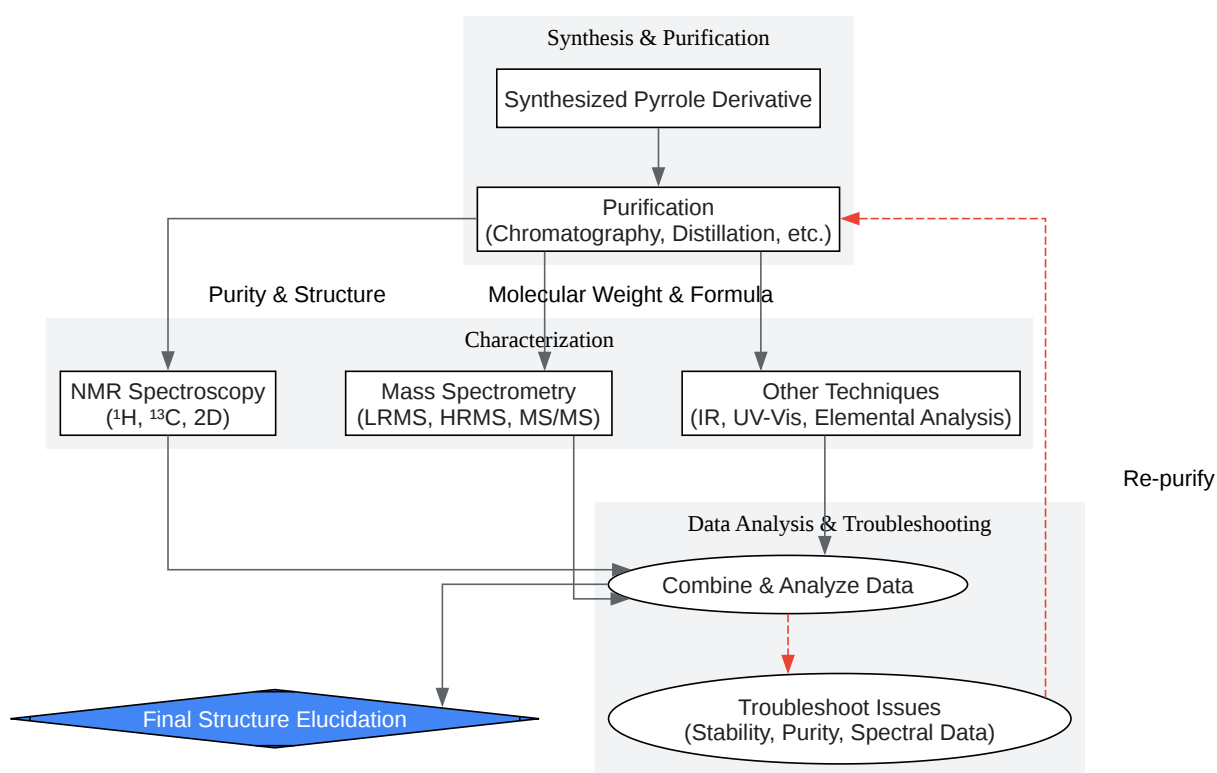 Synthesis & Purification
Synthesized Pyrrole Derivative
Purification
(Chromatography, Distillation, etc.)
Purity & Structure
Molecular Weight & Formula
Characterization
NMR Spectroscopy
(¹H, ¹³C, 2D)
Mass Spectrometry
(LRMS, HRMS, MS/MS)
Other Techniques
(IR, UV-Vis, Elemental Analysis)
Re-purify
Data Analysis & Troubleshooting
Combine & Analyze Data
Final Structure Elucidation
Troubleshoot Issues
(Stability, Purity, Spectral Data)